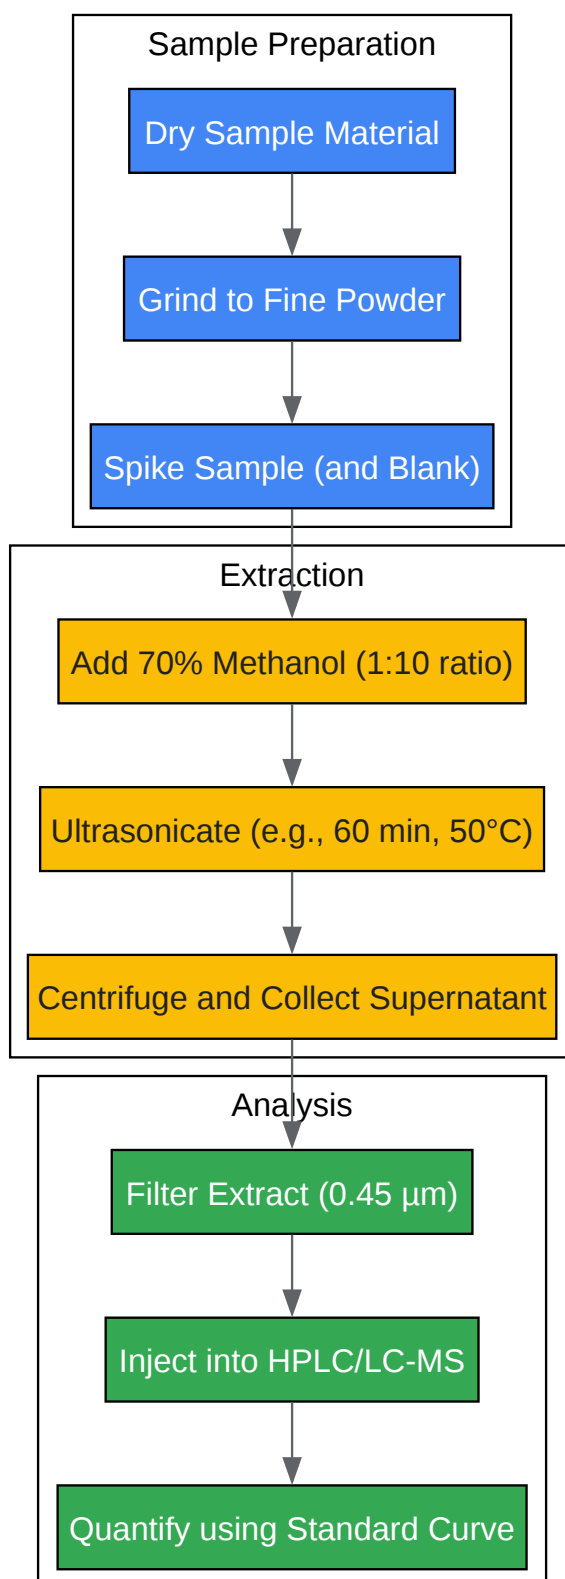 Sample Preparation
Dry Sample Material
Grind to Fine Powder
Spike Sample (and Blank)
Extraction
Add 70% Methanol (1:10 ratio)
Ultrasonicate (e.g., 60 min, 50°C)
Centrifuge and Collect Supernatant
Analysis
Filter Extract (0.45 µm)
Inject into HPLC/LC-MS
Quantify using Standard Curve